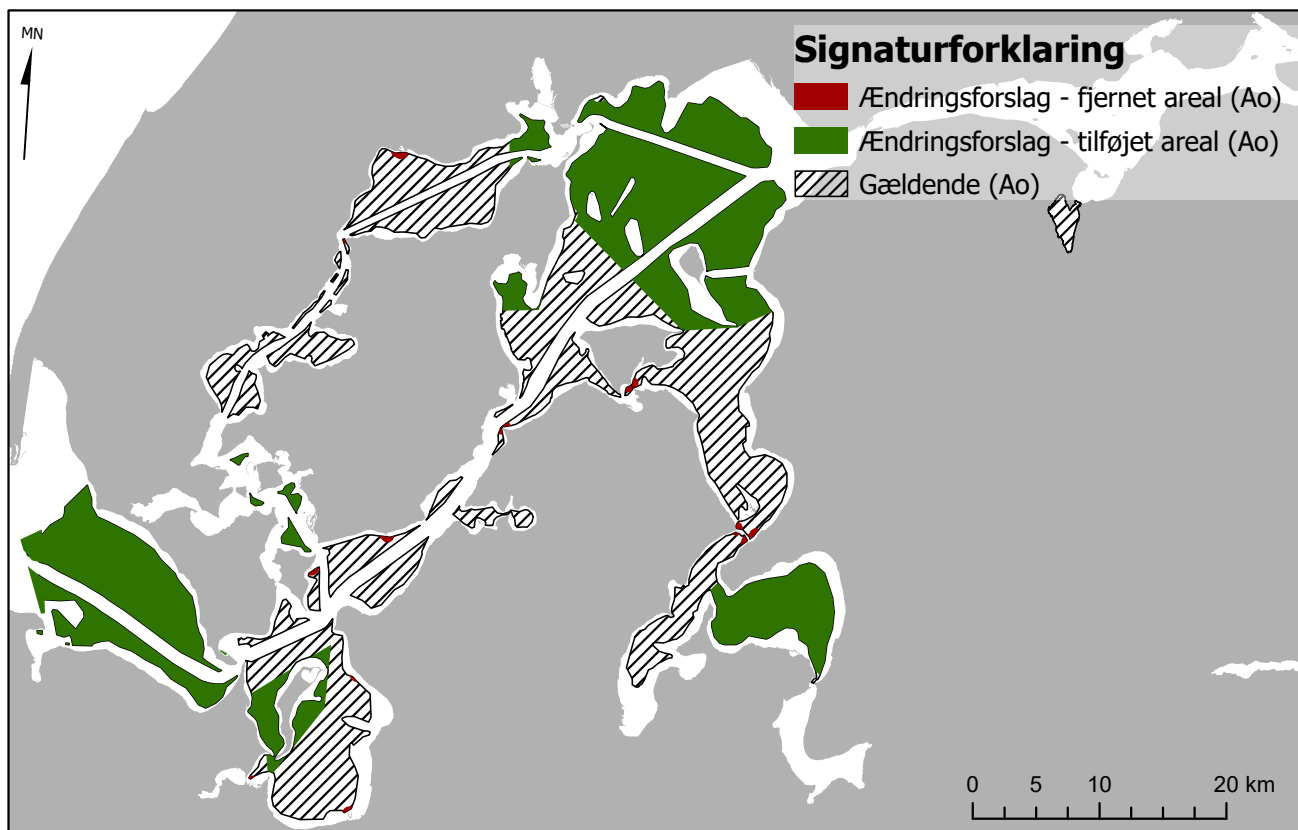 MN
Signaturforklaring
Ændringsforslag - fjernet areal (Ao)
Ændringsforslag - tilføjet areal (Ao)
Gældende (Ao)
0 5 10 20 km